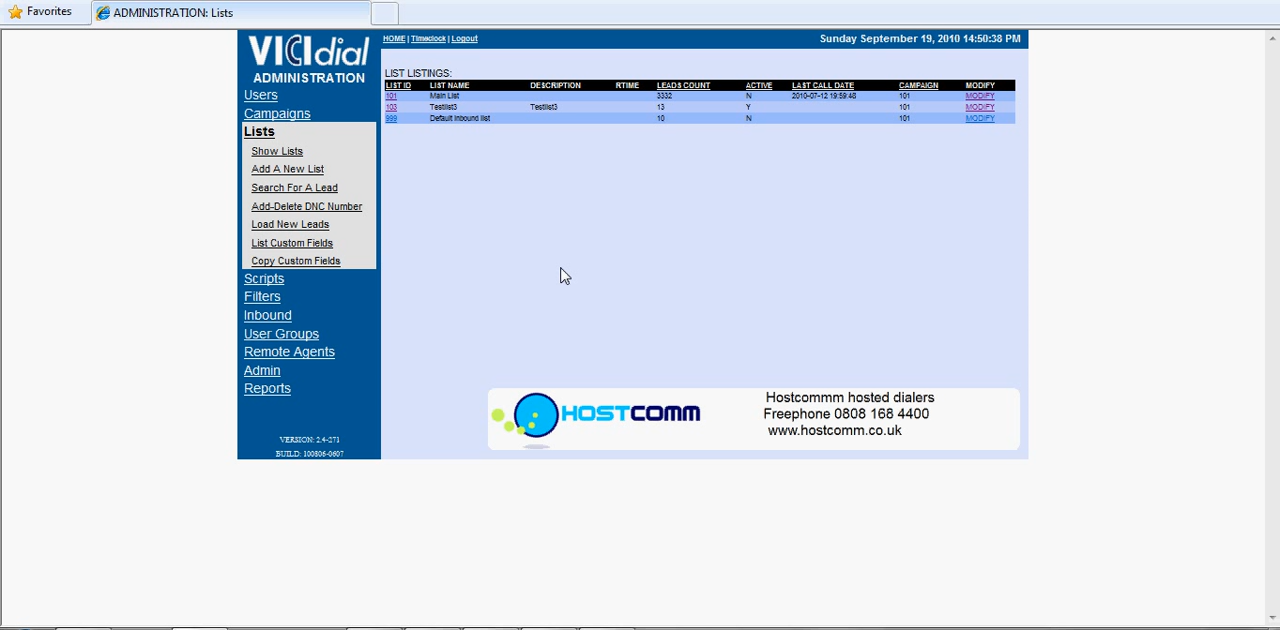 Favorites
ADMINISTRATION: Lists
VICIdial
ADMINISTRATION
HOME | Timeclock | Logout
Sunday September 19, 2010 14:50:38 PM
Users
Campaigns
Lists
Show Lists
Add A New List
Search For A Lead
Add-Delete DNC Number
Load New Leads
List Custom Fields
Copy Custom Fields
Scripts
Filters
Inbound
User Groups
Remote Agents
Admin
Reports
VERSION: 2.4-271
BUILD: 100806-0607
LIST LISTINGS:
LIST ID LIST NAME DESCRIPTION RTIME LEADS COUNT ACTIVE LAST CALL DATE CAMPAIGN MODIFY
101 Main List 3332 N 2010-07-12 19:59:48 101 MODIFY
103 Testlist3 Testlist3 13 Y 101 MODIFY
999 Default inbound list 10 N 101 MODIFY
HOSTCOMM
Hostcommm hosted dialers
Freephone 0808 168 4400
www.hostcomm.co.uk